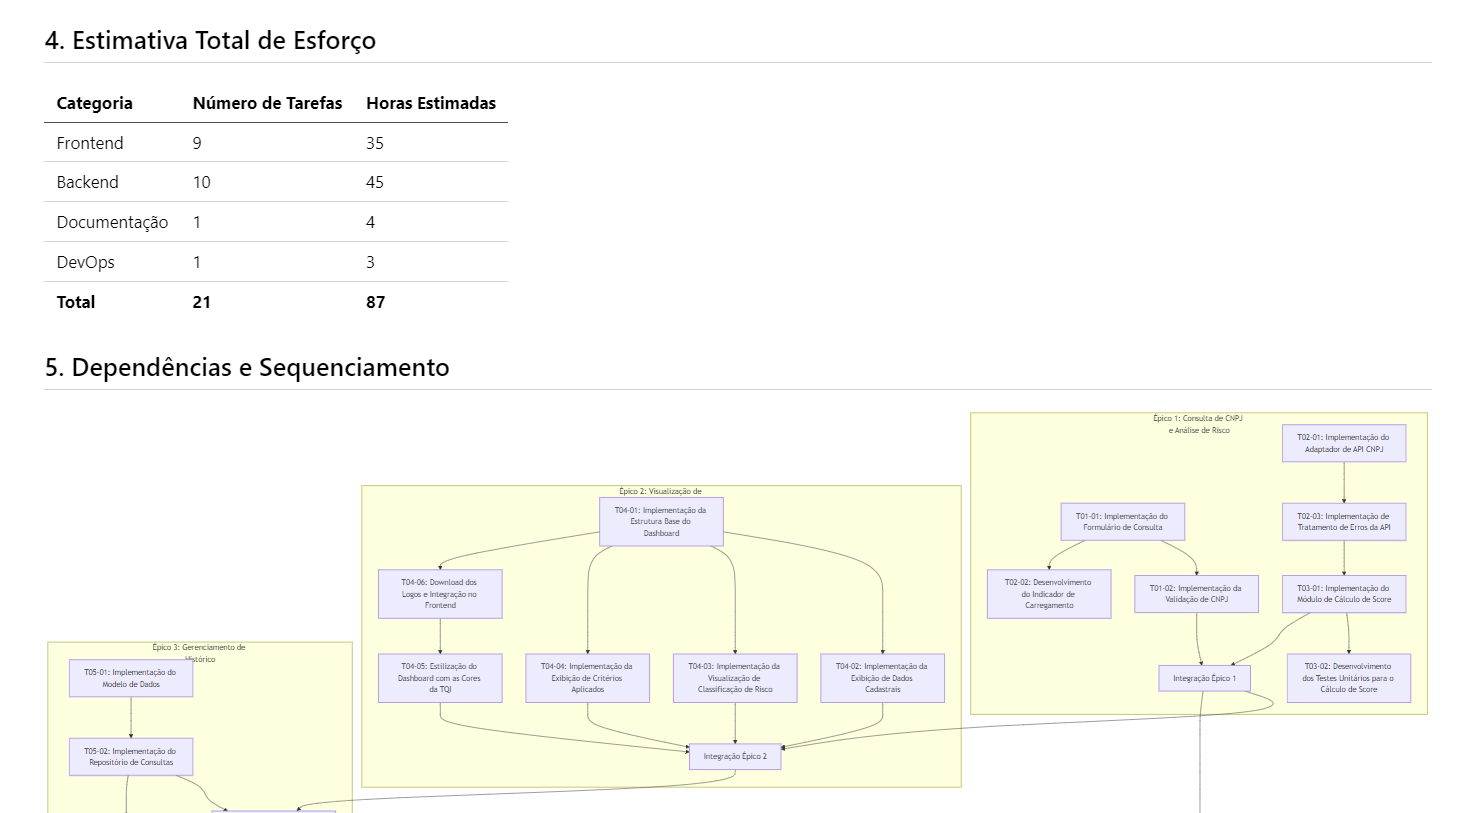 4. Estimativa Total de Esforço
Categoria Número de Tarefas Horas Estimadas
Frontend 9 35
Backend 10 45
Documentação 1 4
DevOps 1 3
Total 21 87
5. Dependências e Sequenciamento
Épico 1: Consulta de CNPJ
e Análise de Risco
T02-01: Implementação do
Adaptador de API CNPJ
T01-01: Implementação do
Formulário de Consulta
T02-03: Implementação de
Tratamento de Erros da API
T02-02: Desenvolvimento
do Indicador de
Carregamento
T01-02: Implementação da
Validação de CNPJ
T03-01: Implementação do
Módulo de Cálculo de Score
Integração Épico 1
T03-02: Desenvolvimento
dos Testes Unitários para o
Cálculo de Score
Épico 2: Visualização de
T04-01: Implementação da
Estrutura Base do
Dashboard
T04-06: Download dos
Logos e Integração no
Frontend
T04-05: Estilização do
Dashboard com as Cores
da TQI
T04-04: Implementação da
Exibição de Critérios
Aplicados
T04-03: Implementação da
Visualização de
Classificação de Risco
T04-02: Implementação da
Exibição de Dados
Cadastrais
Integração Épico 2
Épico 3: Gerenciamento de
Histórico
T05-01: Implementação do
Modelo de Dados
T05-02: Implementação do
Repositório de Consultas